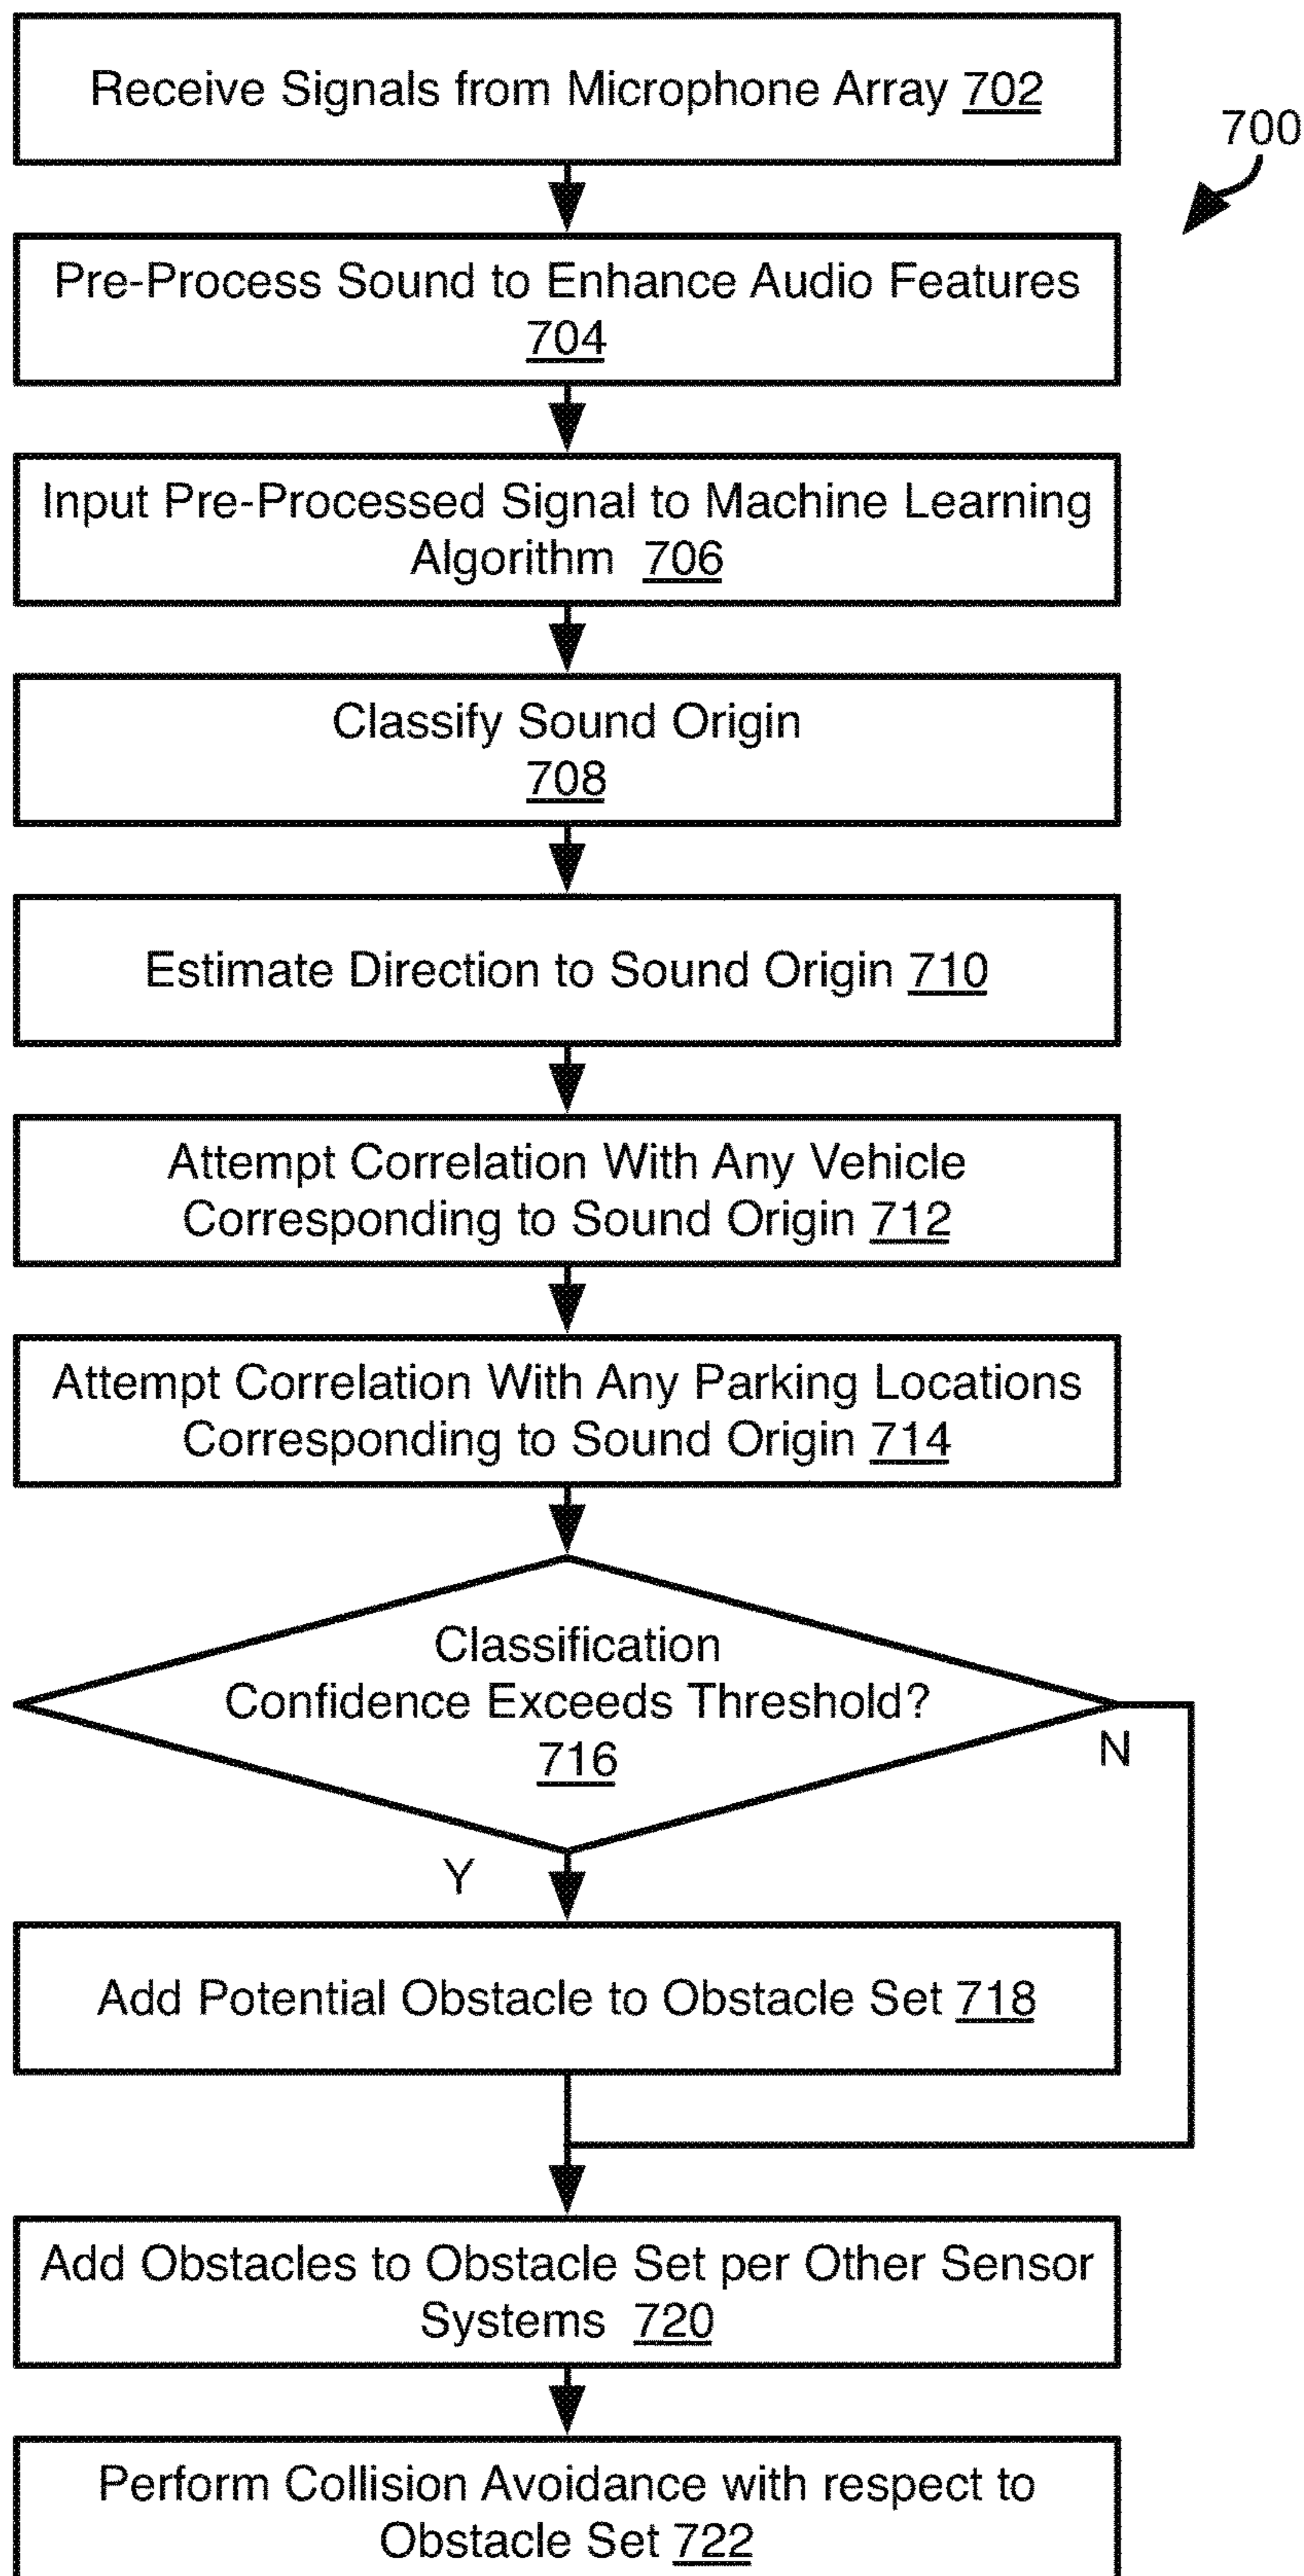 Receive Signals from Microphone Array 702
700
Pre-Process Sound to Enhance Audio Features
704
Input Pre-Processed Signal to Machine Learning
Algorithm 706
Classify Sound Origin
708
Estimate Direction to Sound Origin 710
Attempt Correlation With Any Vehicle
Corresponding to Sound Origin 712
Attempt Correlation With Any Parking Locations
Corresponding to Sound Origin 714
Classification
Confidence Exceeds Threshold?
716
N
Y
Add Potential Obstacle to Obstacle Set 718
Add Obstacles to Obstacle Set per Other Sensor
Systems 720
Perform Collision Avoidance with respect to
Obstacle Set 722